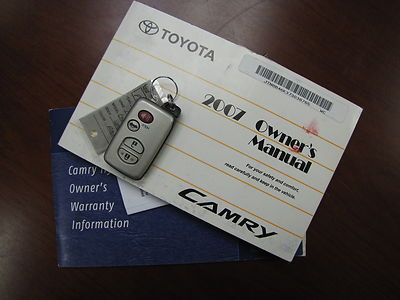 TOYOTA
2007 Owner's
Manual
For your safety and comfort,
read carefully and keep in the vehicle.
CAMRY
Camry
Owner's
Warranty
Information